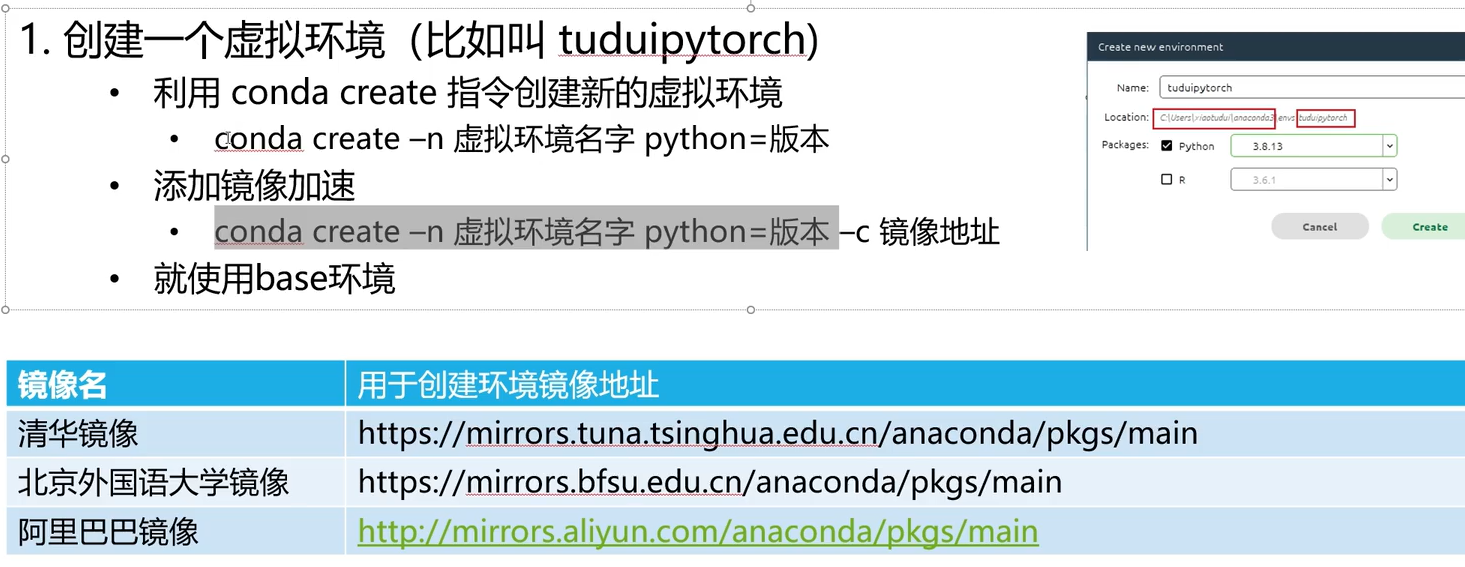 1. 创建一个虚拟环境（比如叫 tuduipytorch)
• 利用 conda create 指令创建新的虚拟环境
• conda create –n 虚拟环境名字 python=版本
• 添加镜像加速
• conda create –n 虚拟环境名字 python=版本 –c 镜像地址
• 就使用base环境
Create new environment
Name: tuduipytorch
Location: C:\Users\xiaotudui\anaconda3\envs\tuduipytorch
Packages: Python 3.8.13
R 3.6.1
Cancel Create
镜像名 用于创建环境镜像地址
清华镜像 https://mirrors.tuna.tsinghua.edu.cn/anaconda/pkgs/main
北京外国语大学镜像 https://mirrors.bfsu.edu.cn/anaconda/pkgs/main
阿里巴巴镜像 http://mirrors.aliyun.com/anaconda/pkgs/main